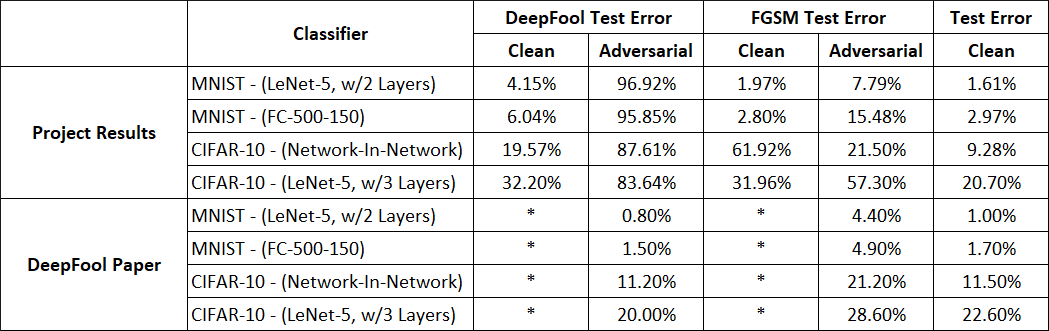 Classifier DeepFool Test Error FGSM Test Error Test Error
Clean Adversarial Clean Adversarial Clean
Project Results
MNIST - (LeNet-5, w/2 Layers) 4.15% 96.92% 1.97% 7.79% 1.61%
MNIST - (FC-500-150) 6.04% 95.85% 2.80% 15.48% 2.97%
CIFAR-10 - (Network-In-Network) 19.57% 87.61% 61.92% 21.50% 9.28%
CIFAR-10 - (LeNet-5, w/3 Layers) 32.20% 83.64% 31.96% 57.30% 20.70%
DeepFool Paper
MNIST - (LeNet-5, w/2 Layers) * 0.80% * 4.40% 1.00%
MNIST - (FC-500-150) * 1.50% * 4.90% 1.70%
CIFAR-10 - (Network-In-Network) * 11.20% * 21.20% 11.50%
CIFAR-10 - (LeNet-5, w/3 Layers) * 20.00% * 28.60% 22.60%